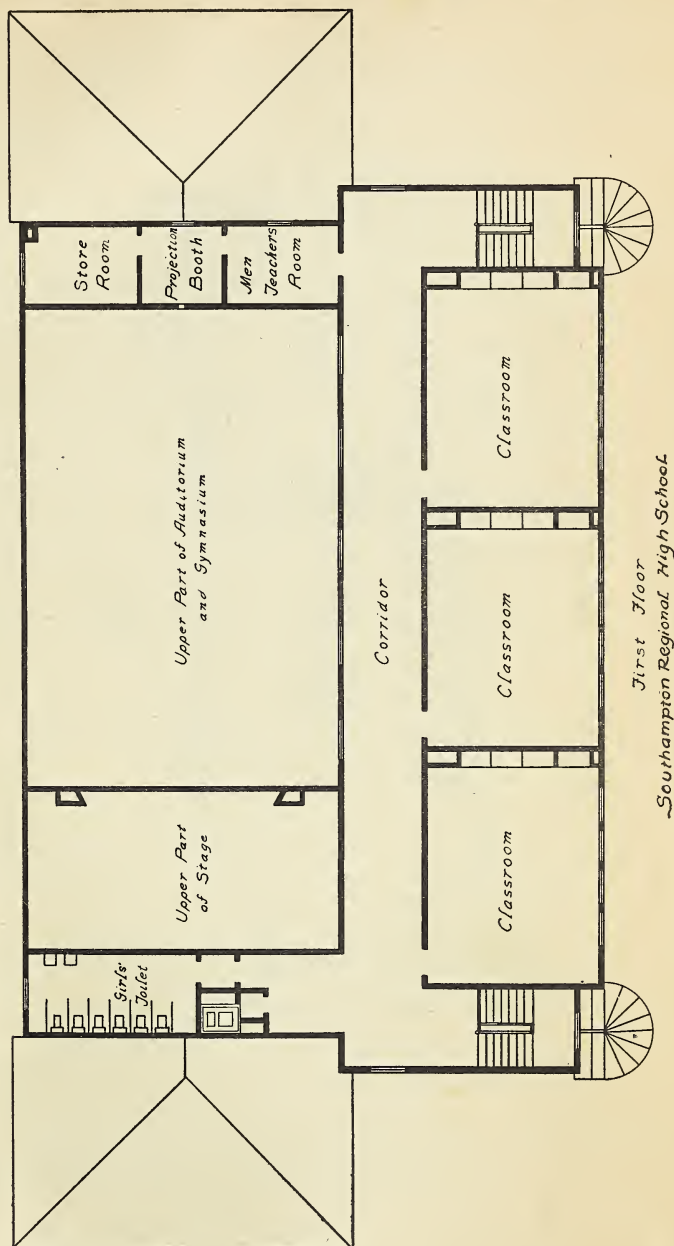 Store
Room
Projection
Booth
Men
Teachers
Room
Upper Part of Auditorium
and Gymnasium
Upper Part
of Stage
Girls'
Toilet
Corridor
Classroom
Classroom
Classroom
First Floor
Southampton Regional High School